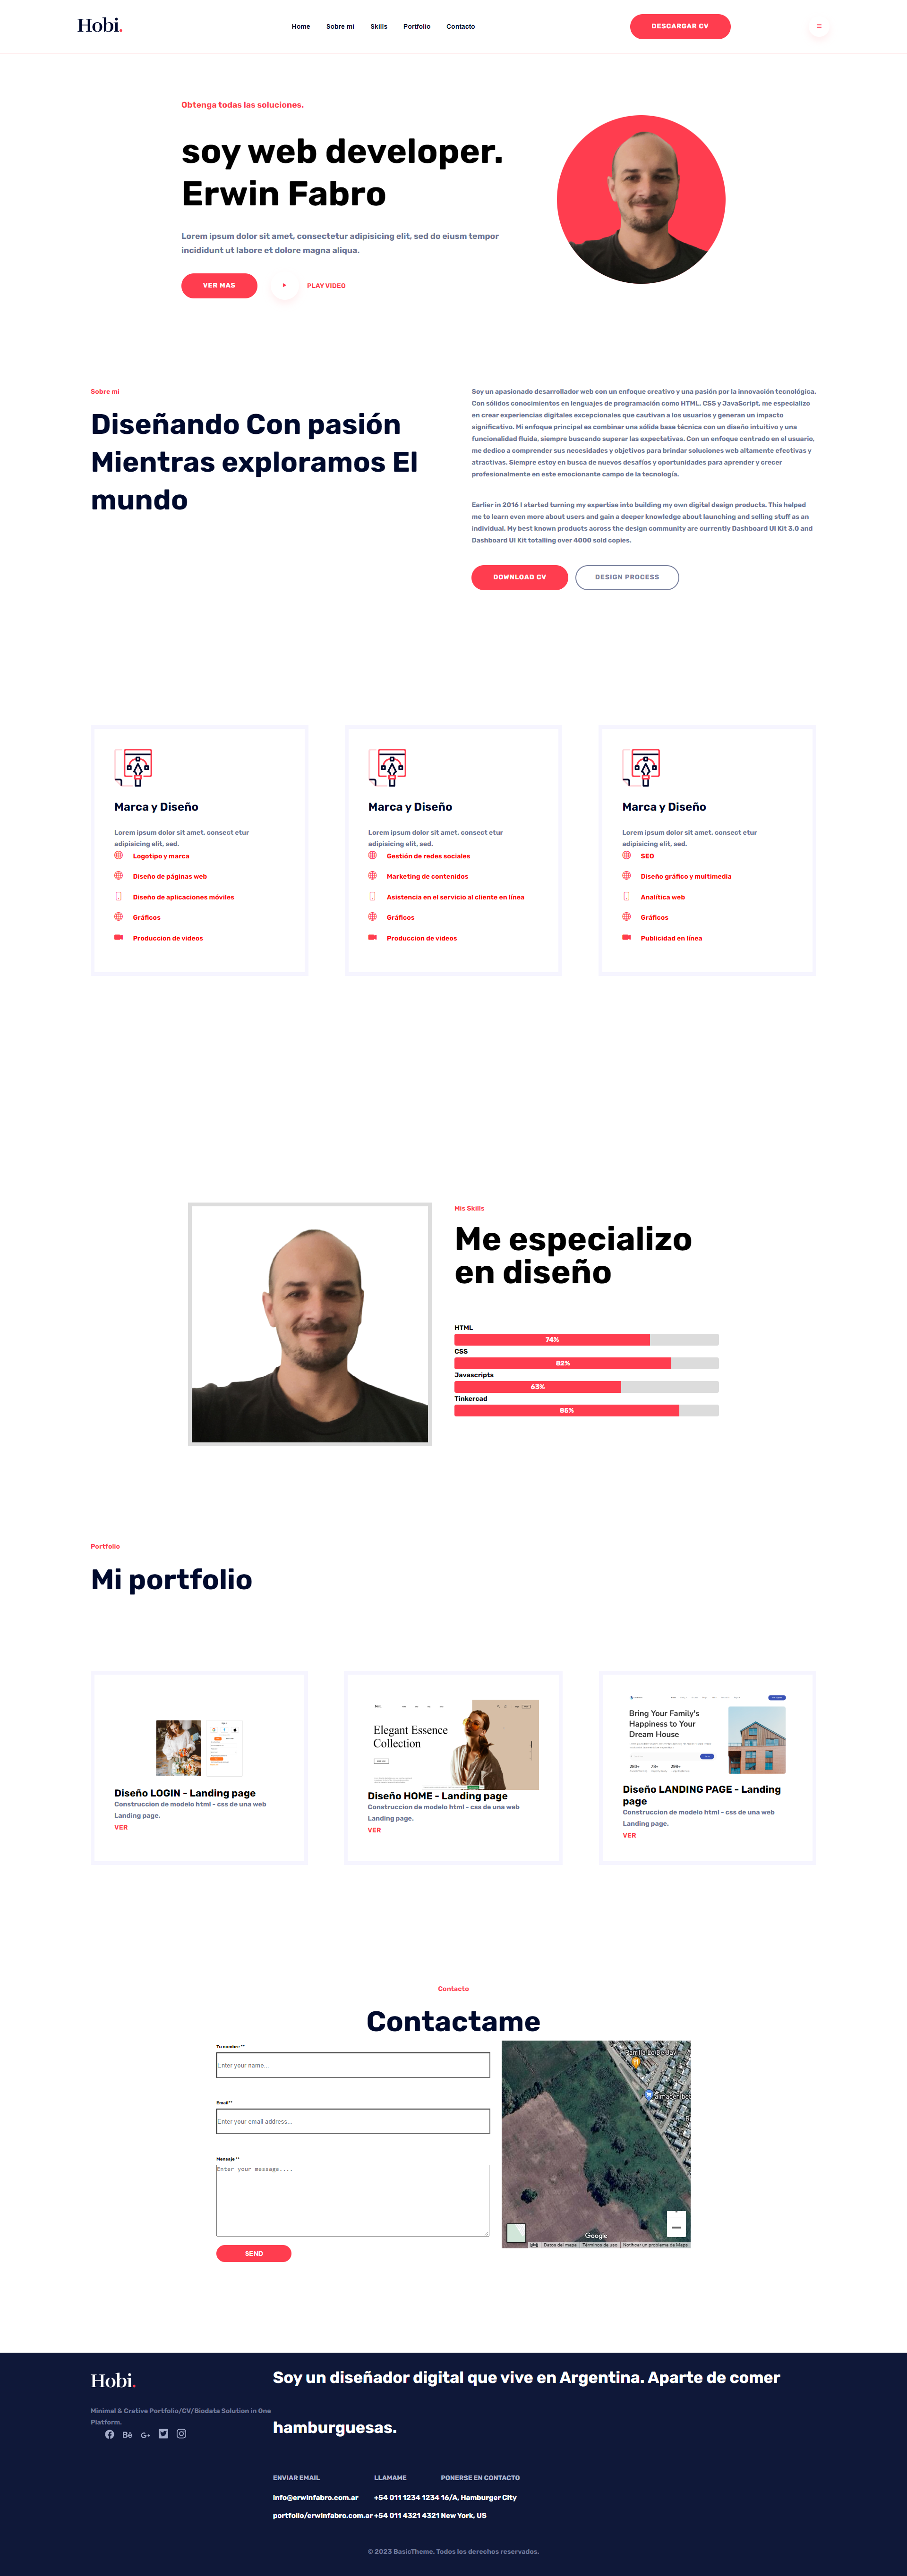 Hobi.
Home Sobre mi Skills Portfolio Contacto
DESCARGAR CV
Obtenga todas las soluciones.
soy web developer.
Erwin Fabro
Lorem ipsum dolor sit amet, consectetur adipisicing elit, sed do eiusm tempor
incididunt ut labore et dolore magna aliqua.
VER MAS
PLAY VIDEO
Sobre mi
Diseñando Con pasión
Mientras exploramos El
mundo
Soy un apasionado desarrollador web con un enfoque creativo y una pasión por la innovación tecnológica.
Con sólidos conocimientos en lenguajes de programación como HTML, CSS y JavaScript, me especializo
en crear experiencias digitales excepcionales que cautivan a los usuarios y generan un impacto
significativo. Mi enfoque principal es combinar una sólida base técnica con un diseño intuitivo y una
funcionalidad fluida, siempre buscando superar las expectativas. Con un enfoque centrado en el usuario,
me dedico a comprender sus necesidades y objetivos para brindar soluciones web altamente efectivas y
atractivas. Siempre estoy en busca de nuevos desafíos y oportunidades para aprender y crecer
profesionalmente en este emocionante campo de la tecnología.
Earlier in 2016 I started turning my expertise into building my own digital design products. This helped
me to learn even more about users and gain a deeper knowledge about launching and selling stuff as an
individual. My best known products across the design community are currently Dashboard UI Kit 3.0 and
Dashboard UI Kit totalling over 4000 sold copies.
DOWNLOAD CV
DESIGN PROCESS
Marca y Diseño
Lorem ipsum dolor sit amet, consect etur
adipisicing elit, sed.
Logotipo y marca
Diseño de páginas web
Diseño de aplicaciones móviles
Gráficos
Produccion de videos
Marca y Diseño
Lorem ipsum dolor sit amet, consect etur
adipisicing elit, sed.
Gestión de redes sociales
Marketing de contenidos
Asistencia en el servicio al cliente en línea
Gráficos
Produccion de videos
Marca y Diseño
Lorem ipsum dolor sit amet, consect etur
adipisicing elit, sed.
SEO
Diseño gráfico y multimedia
Analítica web
Gráficos
Publicidad en línea
Mis Skills
Me especializo
en diseño
HTML
74%
CSS
82%
Javascripts
63%
Tinkercad
85%
Portfolio
Mi portfolio
Diseño LOGIN - Landing page
Construccion de modelo html - css de una web
Landing page.
VER
Elegant Essence
Collection
Diseño HOME - Landing page
Construccion de modelo html - css de una web
Landing page.
VER
Bring Your Family's
Happiness to Your
Dream House
Diseño LANDING PAGE - Landing
page
Construccion de modelo html - css de una web
Landing page.
VER
Contacto
Contactame
Tu nombre **
Enter your name...
Email**
Enter your email address...
Mensaje **
Enter your message....
SEND
Google
Datos del mapa Términos de uso Notificar un problema de Maps
Hobi.
Minimal & Crative Portfolio/CV/Biodata Solution in One
Platform.
Soy un diseñador digital que vive en Argentina. Aparte de comer
hamburguesas.
ENVIAR EMAIL
info@erwinfabro.com.ar
portfolio/erwinfabro.com.ar
LLAMAME
+54 011 1234 1234
+54 011 4321 4321
PONERSE EN CONTACTO
16/A, Hamburger City
New York, US
© 2023 BasicTheme. Todos los derechos reservados.